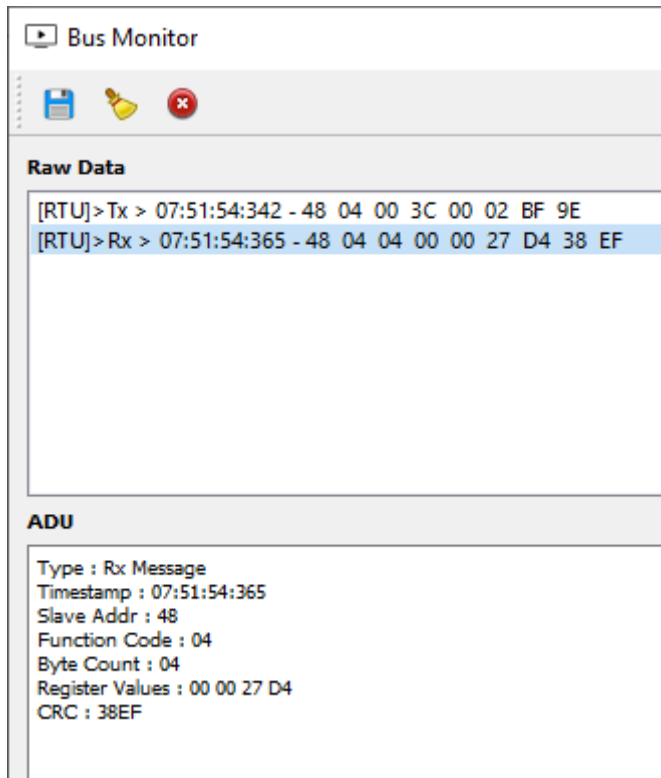 Bus Monitor
Raw Data
[RTU]>Tx > 07:51:54:342 - 48 04 00 3C 00 02 BF 9E
[RTU]>Rx > 07:51:54:365 - 48 04 04 00 00 27 D4 38 EF
ADU
Type : Rx Message
Timestamp : 07:51:54:365
Slave Addr : 48
Function Code : 04
Byte Count : 04
Register Values : 00 00 27 D4
CRC : 38EF